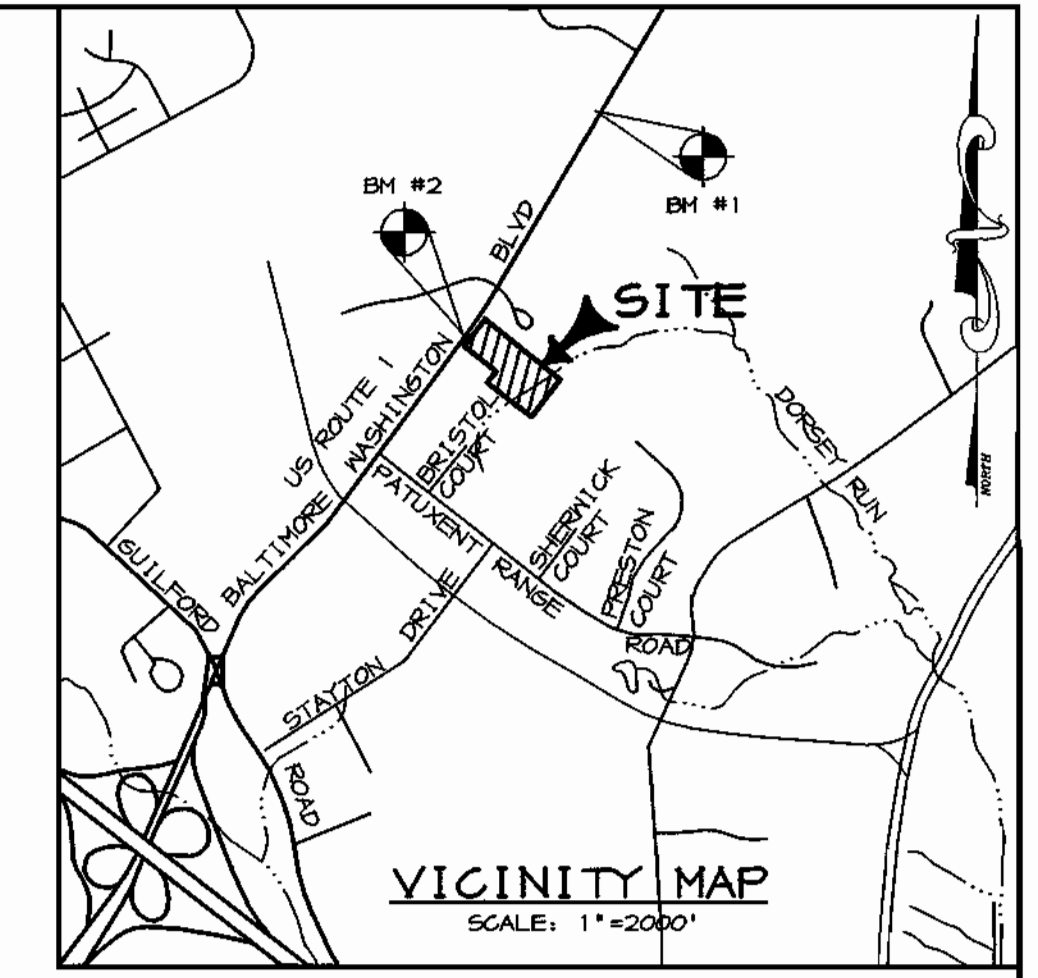 BM #2
BM #1
BLVD
SITE
US ROUTE 1
WASHINGTON
BALTIMORE
BRISTOL
COURT
PATUXENT
RANGE
ROAD
SHERWICK
COURT
PRESTON
COURT
DORSEY
RUN
NORTH
GUILFORD
ROAD
STAYTON
DRIVE
VICINITY MAP
SCALE: 1"=2000'